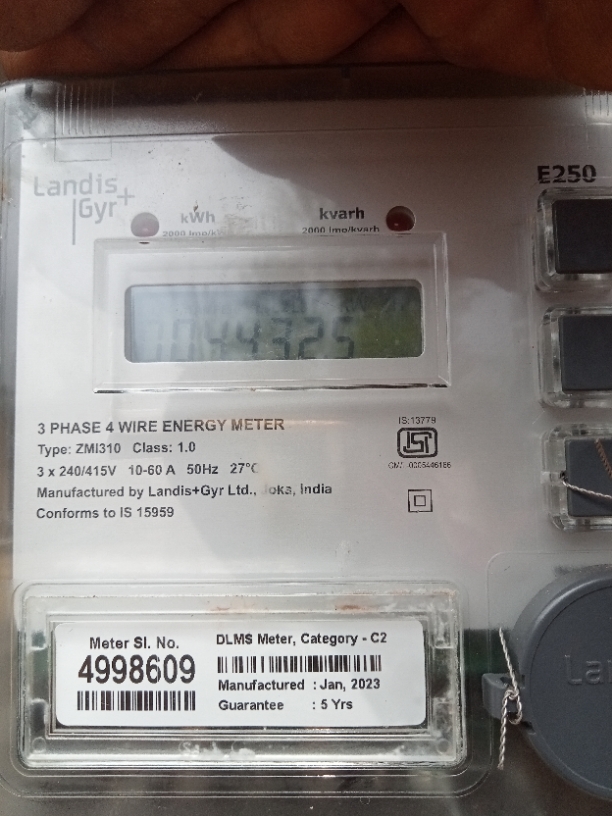 Landis
Gyr+
E250
kWh
kvarh
2000 imp/kvarh
3 PHASE 4 WIRE ENERGY METER
Type: ZMI310 Class: 1.0
3 x 240/415V 10-60 A 50Hz 27°C
Manufactured by Landis+Gyr Ltd., India
Conforms to IS 15959
IS:13779
ISI
Meter Sl. No.
4998609
DLMS Meter, Category - C2
Manufactured : Jan, 2023
Guarantee : 5 Yrs